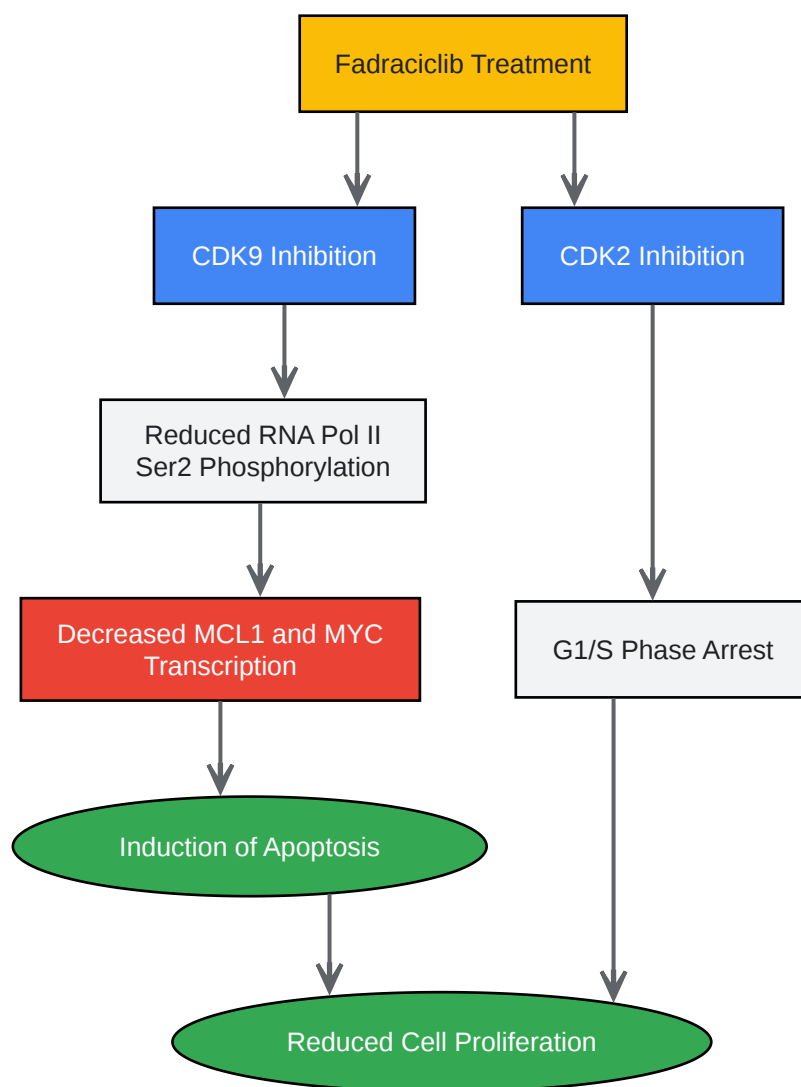 Fadraciclib Treatment
CDK9 Inhibition
CDK2 Inhibition
Reduced RNA Pol II
Ser2 Phosphorylation
Decreased MCL1 and MYC
Transcription
G1/S Phase Arrest
Induction of Apoptosis
Reduced Cell Proliferation